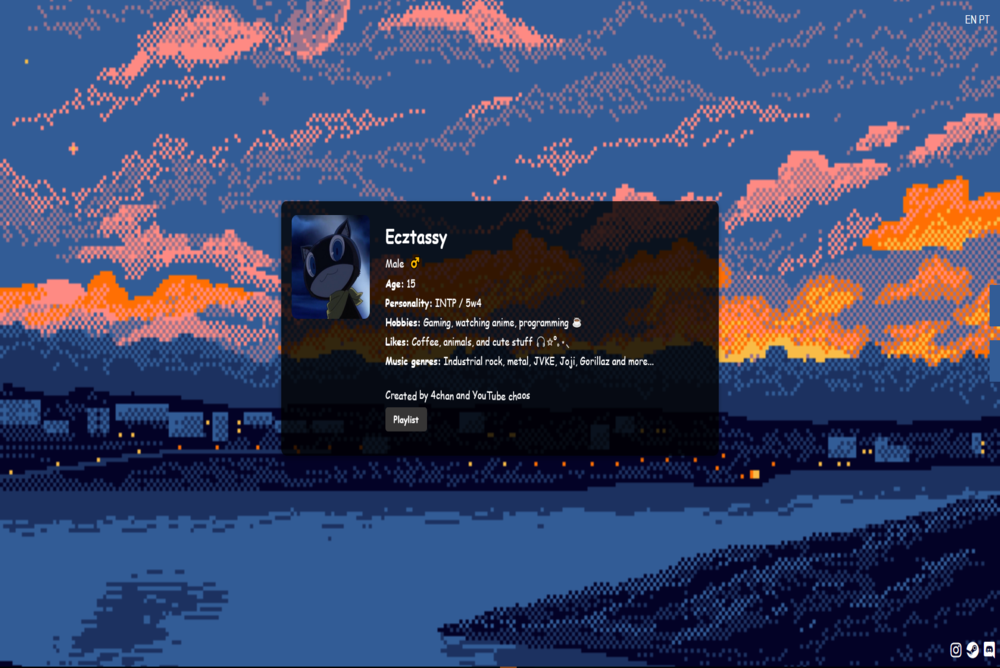 EN PT
Ecztassy
Male ♂
Age: 15
Personality: INTP / 5w4
Hobbies: Gaming, watching anime, programming ☕
Likes: Coffee, animals, and cute stuff 🎧☆°｡⋆⸜
Music genres: Industrial rock, metal, JVKE, Joji, Gorillaz and more...
Created by 4chan and YouTube chaos
Playlist